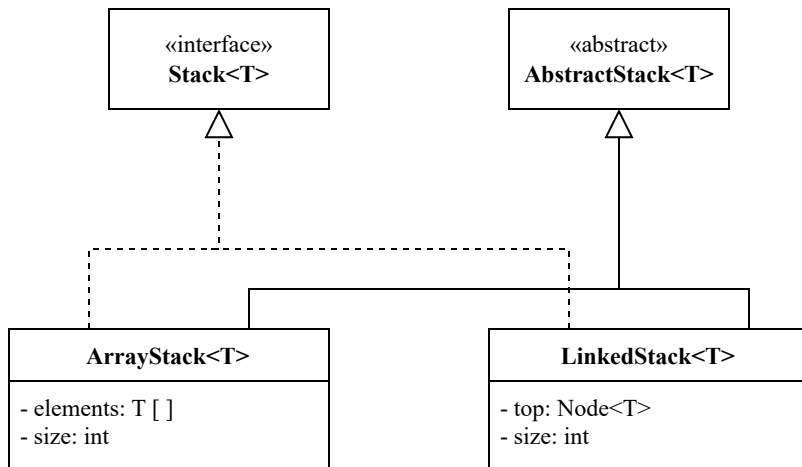 «interface»
Stack<T>
«abstract»
AbstractStack<T>
ArrayStack<T>
- elements: T [ ]
- size: int
LinkedStack<T>
- top: Node<T>
- size: int